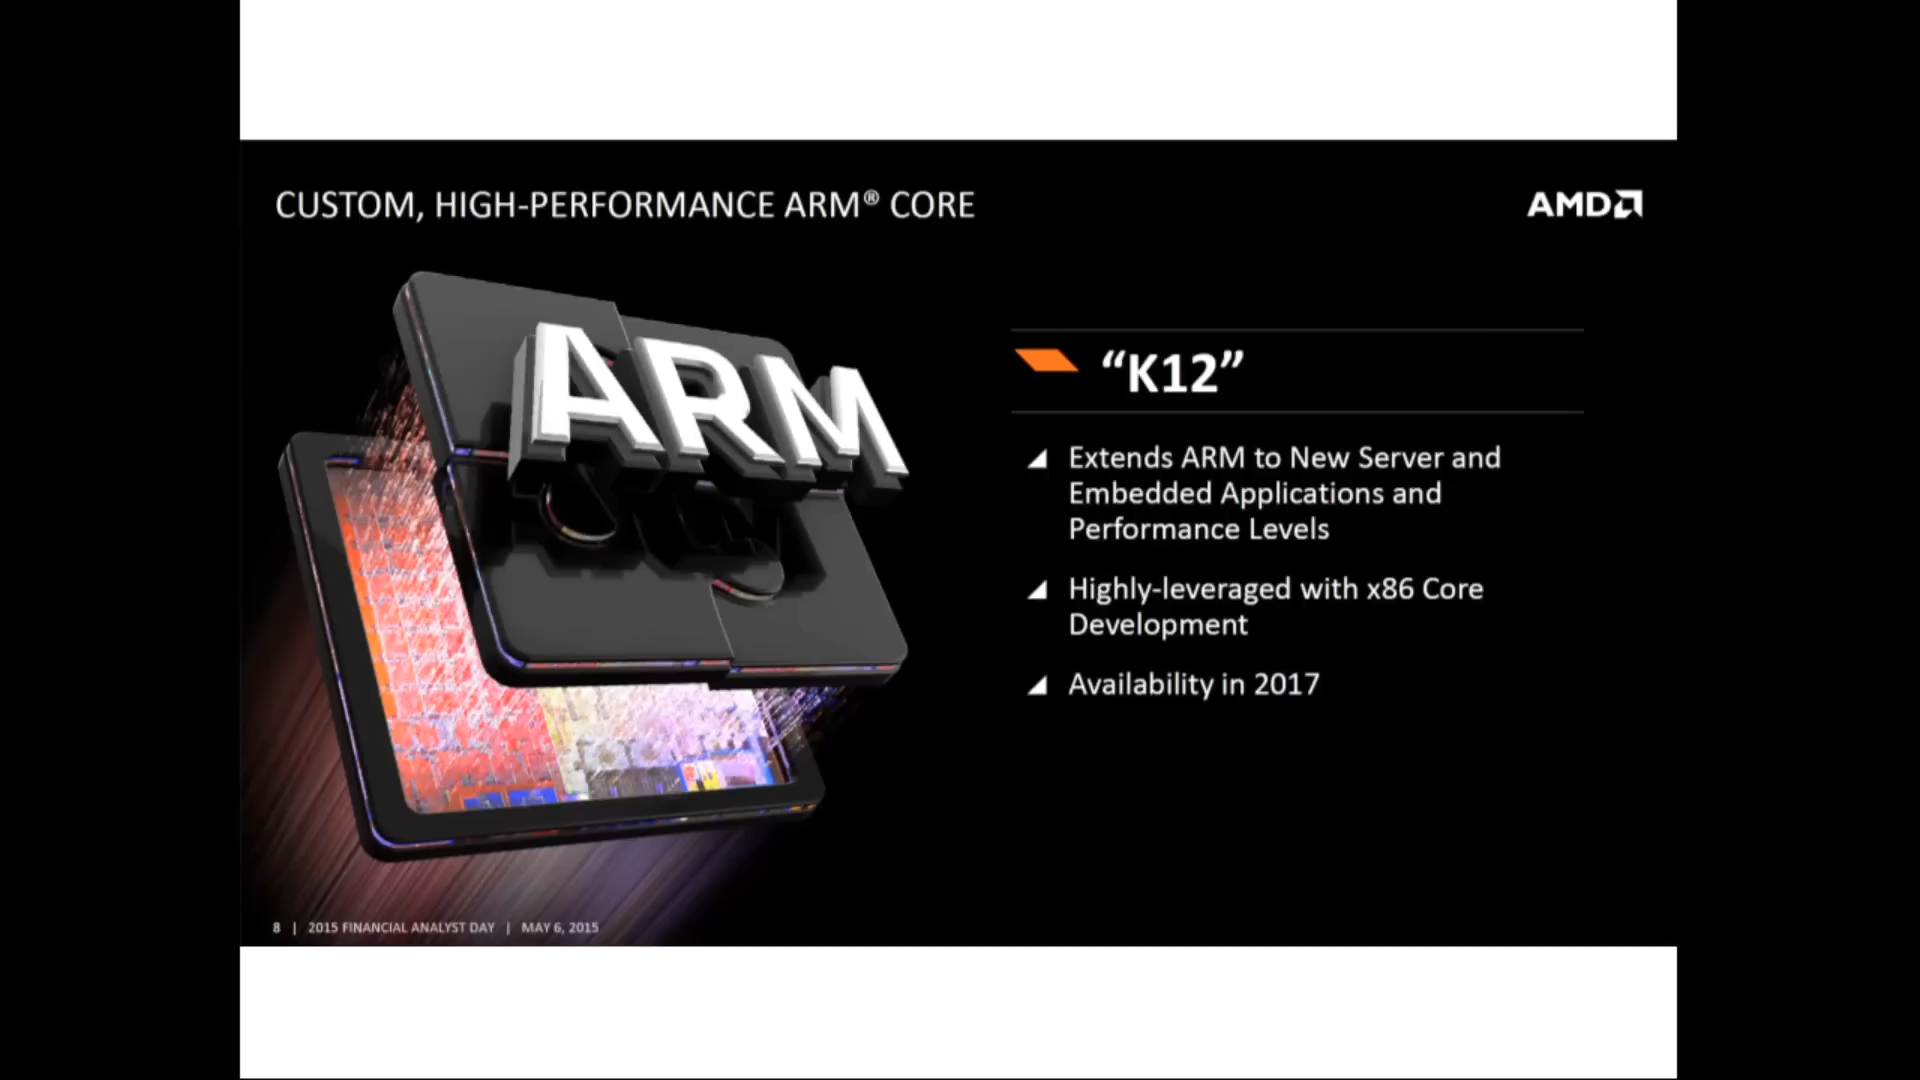 CUSTOM, HIGH-PERFORMANCE ARM® CORE
AMD
ARM
“K12”
Extends ARM to New Server and
Embedded Applications and
Performance Levels
Highly-leveraged with x86 Core
Development
Availability in 2017
8 | 2015 FINANCIAL ANALYST DAY | MAY 6, 2015